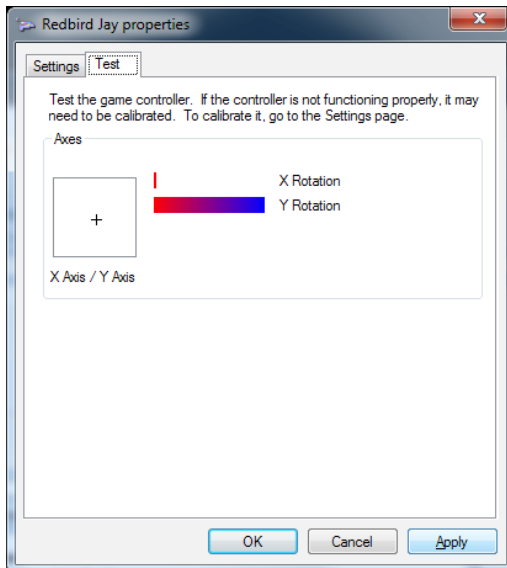 Redbird Jay properties
X
Settings
Test
Test the game controller. If the controller is not functioning properly, it may
need to be calibrated. To calibrate it, go to the Settings page.
Axes
X Rotation
Y Rotation
X Axis / Y Axis
OK
Cancel
Apply